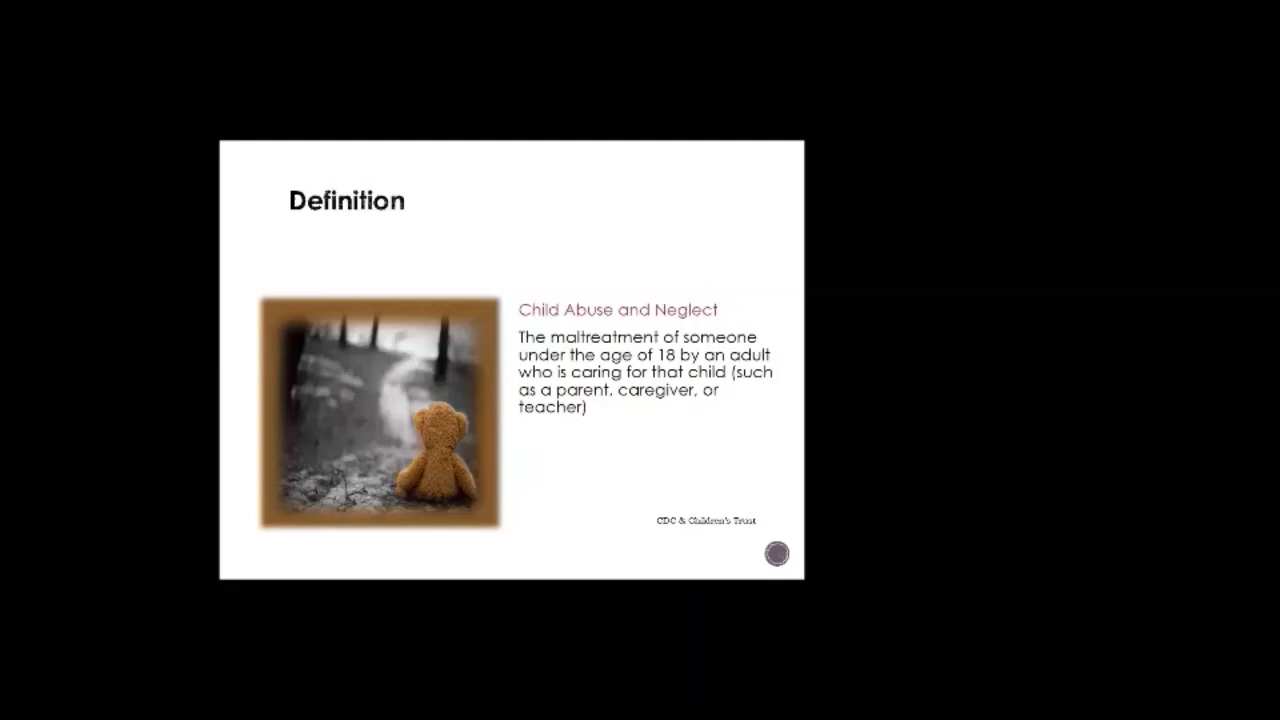 Definition
Child Abuse and Neglect
The maltreatment of someone
under the age of 18 by an adult
who is caring for that child (such
as a parent, caregiver, or
teacher)
CDC & Children's Trust